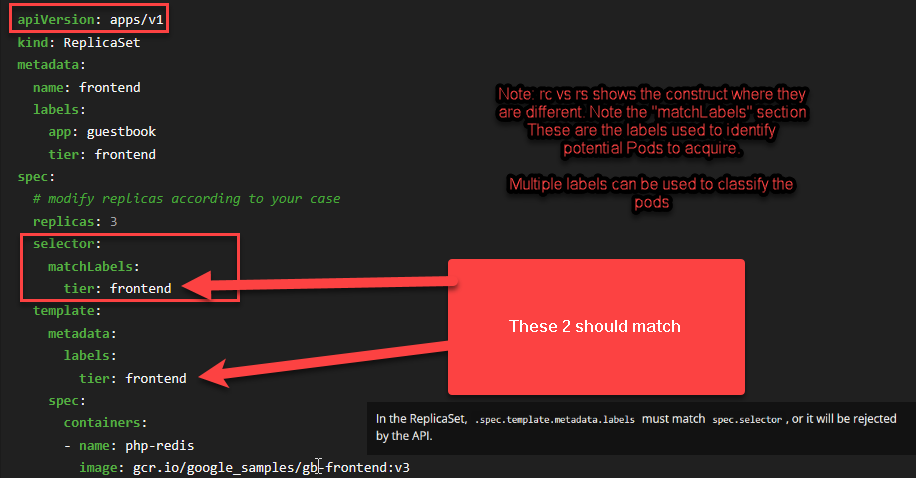 apiVersion: apps/v1
kind: ReplicaSet
metadata:
  name: frontend
  labels:
    app: guestbook
    tier: frontend
spec:
  # modify replicas according to your case
  replicas: 3
  selector:
    matchLabels:
      tier: frontend
  template:
    metadata:
      labels:
        tier: frontend
    spec:
      containers:
      - name: php-redis
        image: gcr.io/google_samples/gb-frontend:v3
Note: rc vs rs shows the construct where they
are different. Note the "matchLabels" section
These are the labels used to identify
potential Pods to acquire.
Multiple labels can be used to classify the
pods
These 2 should match
In the ReplicaSet, .spec.template.metadata.labels must match spec.selector, or it will be rejected
by the API.